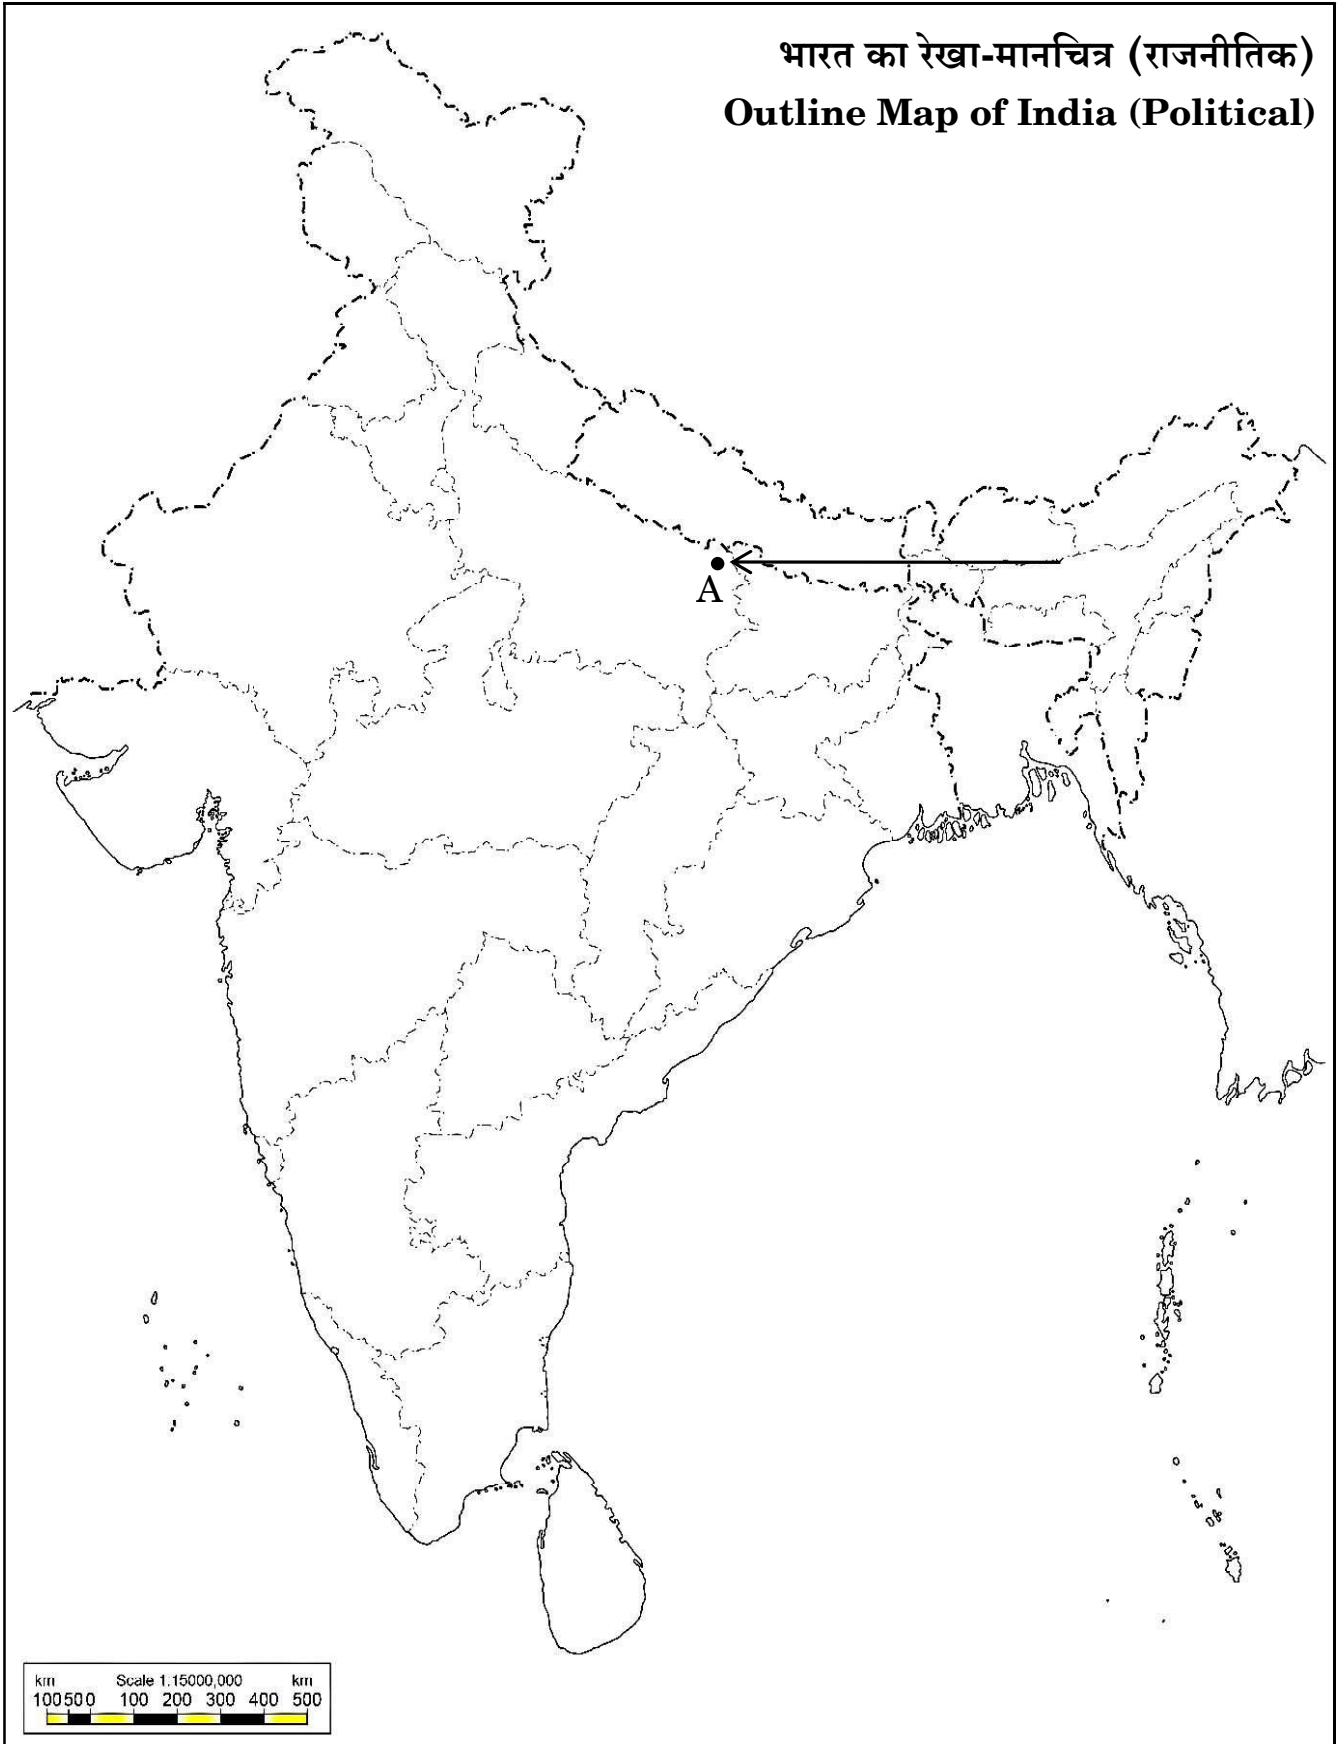 भारत का रेखा-मानचित्र (राजनीतिक)
Outline Map of India (Political)
A
km Scale 1:15000,000 km
100 50 0 100 200 300 400 500